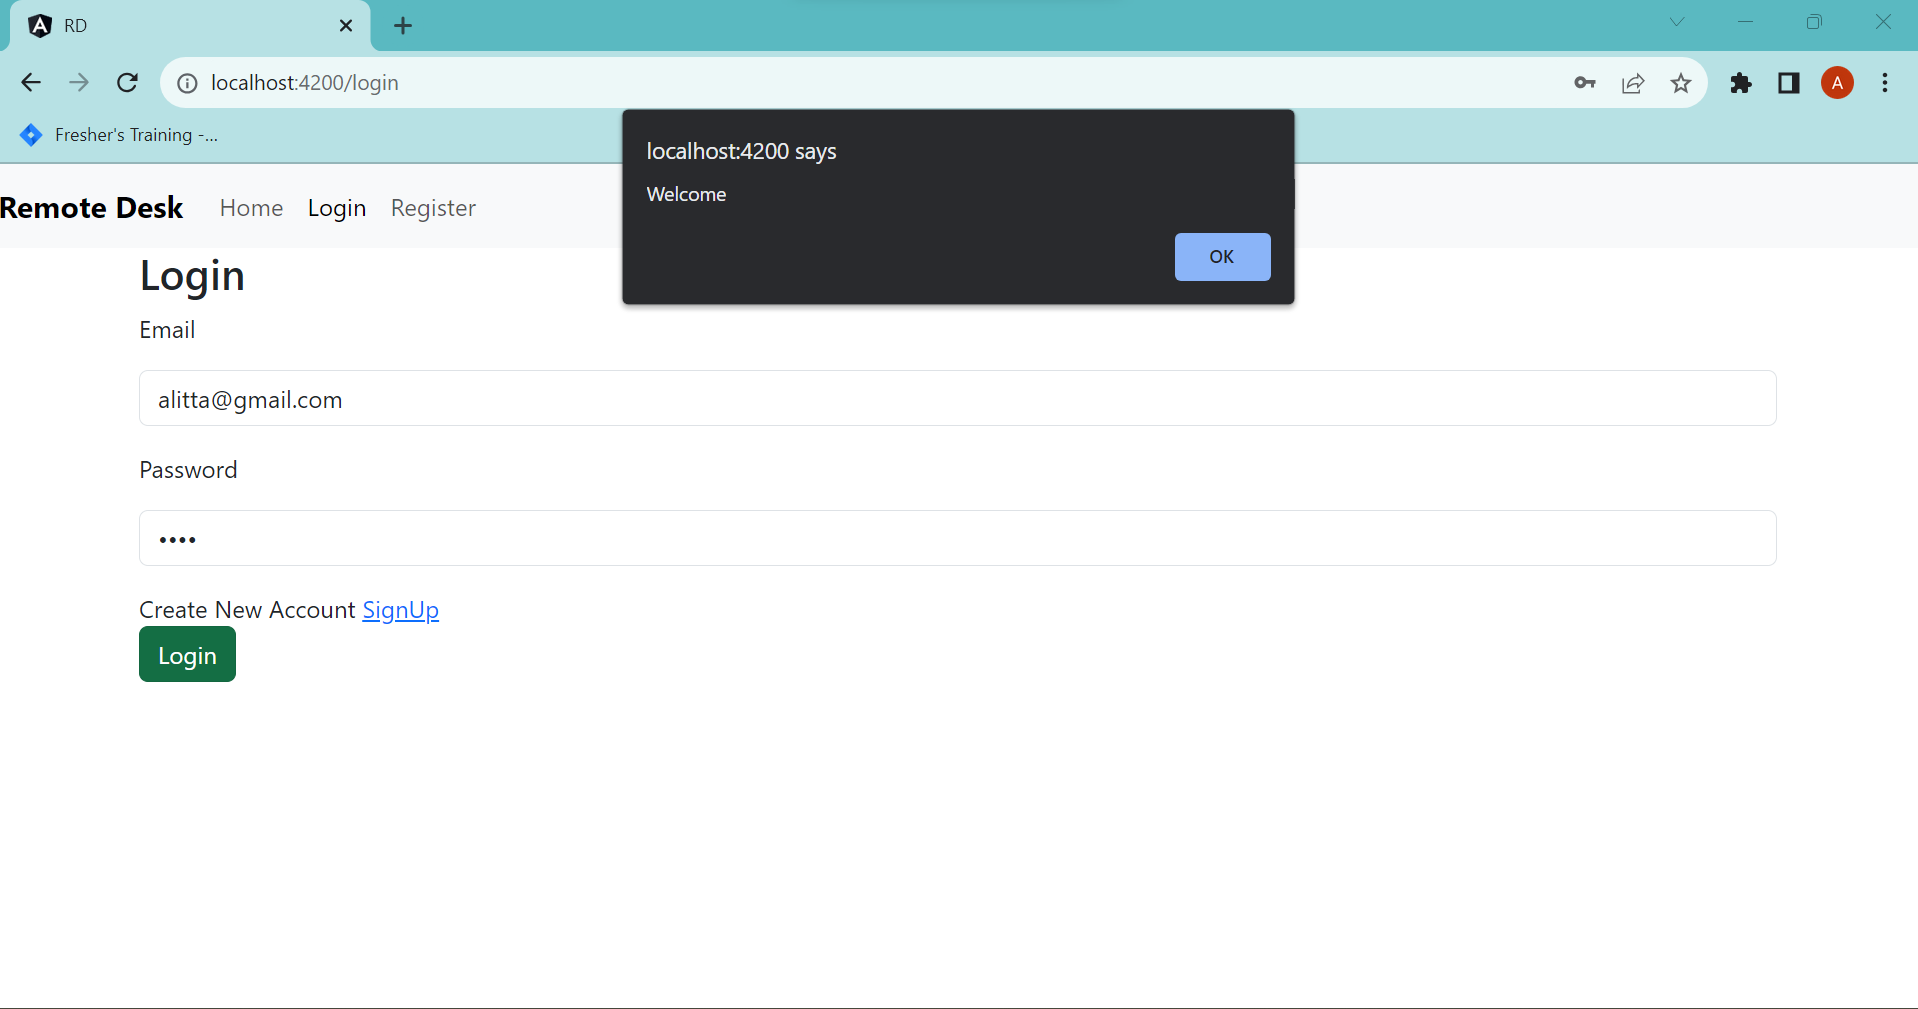 RD
localhost:4200/login
A
Fresher's Training -...
localhost:4200 says
Welcome
OK
Remote Desk Home Login Register
Login
Email
alitta@gmail.com
Password
••••
Create New Account SignUp
Login